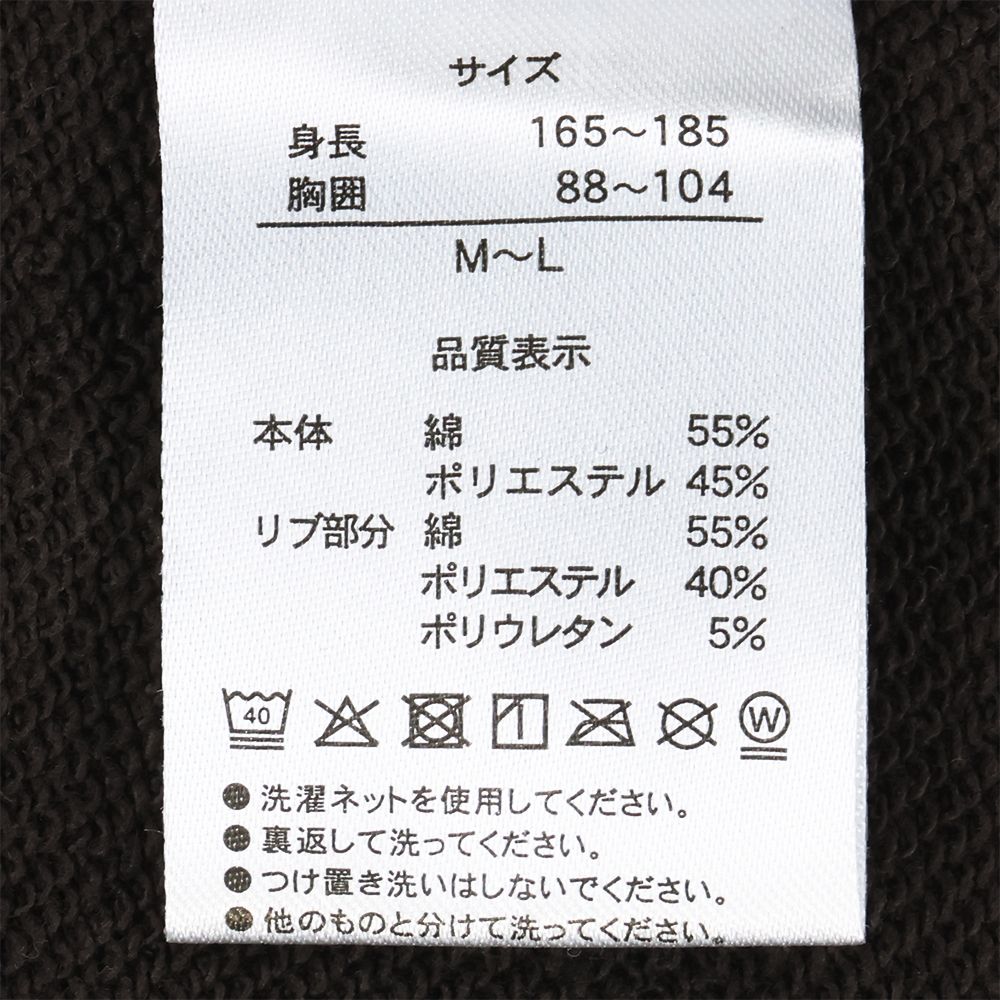 サイズ
身長 165～185
胸囲 88～104
M～L
品質表示
本体 綿 55%
ポリエステル 45%
リブ部分 綿 55%
ポリエステル 40%
ポリウレタン 5%
40 W
●洗濯ネットを使用してください。
●裏返して洗ってください。
●つけ置き洗いはしないでください。
●他のものと分けて洗ってください。